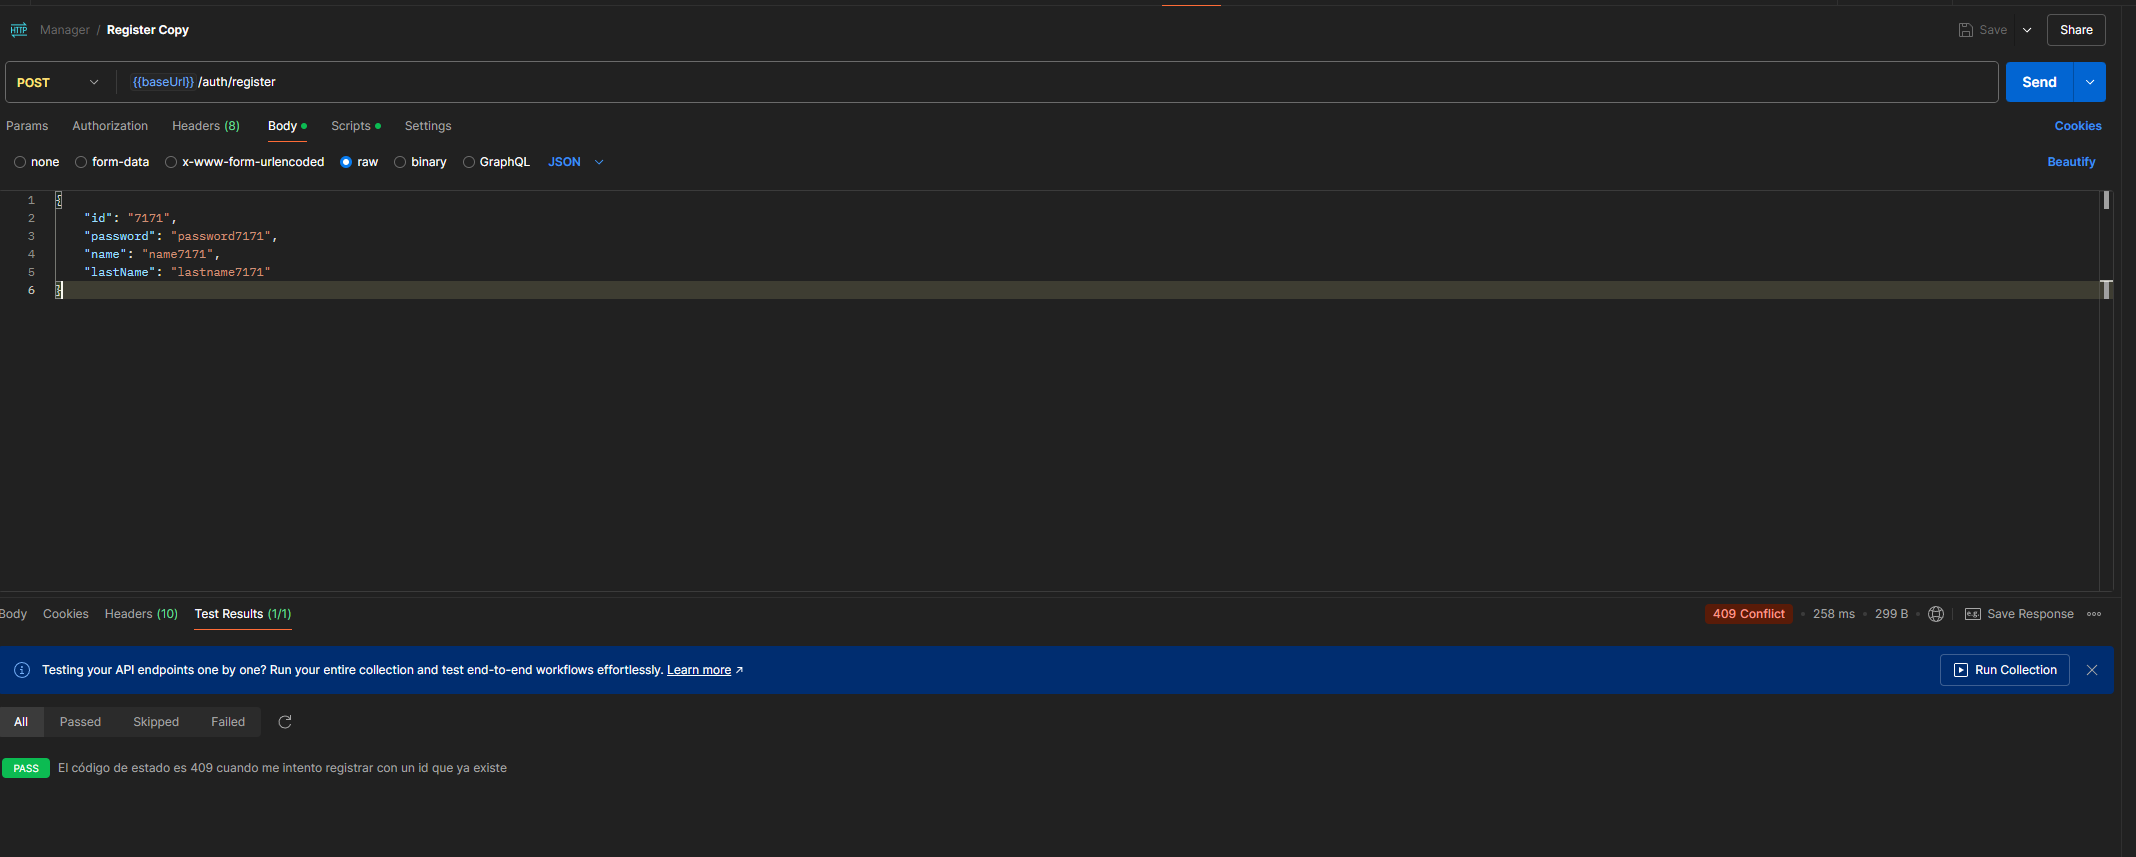 HTTP Manager / Register Copy Save Share
POST {{baseUrl}} /auth/register Send
Params Authorization Headers (8) Body Scripts Settings Cookies
none form-data x-www-form-urlencoded raw binary GraphQL JSON Beautify
1 {
2 "id": "7171",
3 "password": "password7171",
4 "name": "name7171",
5 "lastName": "lastname7171"
6 }
Body Cookies Headers (10) Test Results (1/1) 409 Conflict • 258 ms • 299 B • e.g. Save Response
Testing your API endpoints one by one? Run your entire collection and test end-to-end workflows effortlessly. Learn more Run Collection
All Passed Skipped Failed
PASS El código de estado es 409 cuando me intento registrar con un id que ya existe